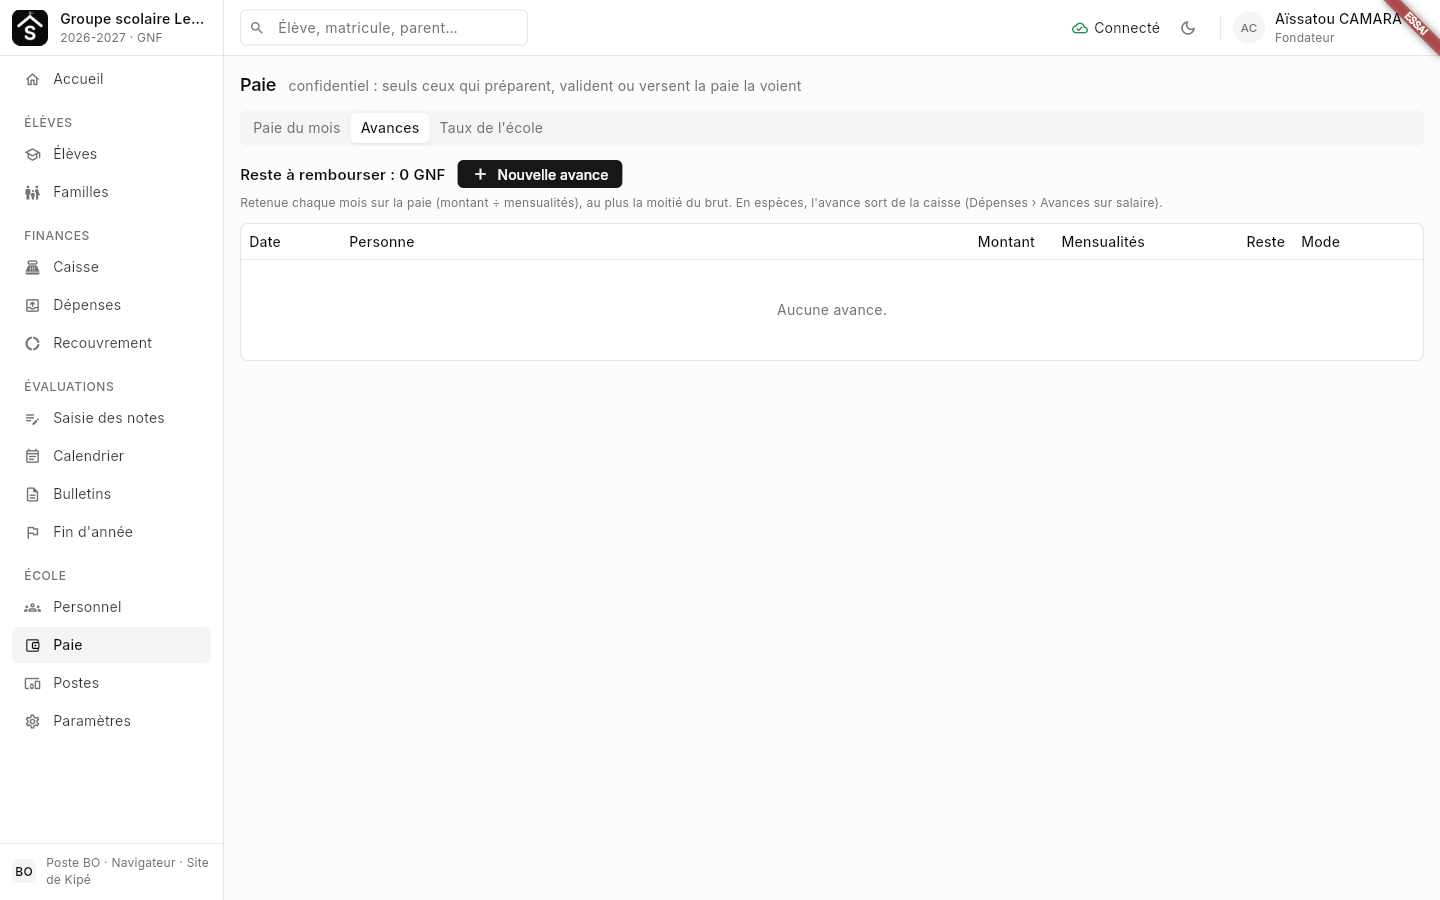 Groupe scolaire Le...
2026-2027 · GNF
Élève, matricule, parent...
Connecté
AC
Aïssatou CAMARA
Fondateur
ESSAI
Accueil
ÉLÈVES
Élèves
Familles
FINANCES
Caisse
Dépenses
Recouvrement
ÉVALUATIONS
Saisie des notes
Calendrier
Bulletins
Fin d'année
ÉCOLE
Personnel
Paie
Postes
Paramètres
BO
Poste BO · Navigateur · Site
de Kipé
Paie confidentiel : seuls ceux qui préparent, valident ou versent la paie la voient
Paie du mois Avances Taux de l'école
Reste à rembourser : 0 GNF + Nouvelle avance
Retenue chaque mois sur la paie (montant ÷ mensualités), au plus la moitié du brut. En espèces, l'avance sort de la caisse (Dépenses › Avances sur salaire).
Date Personne Montant Mensualités Reste Mode
Aucune avance.